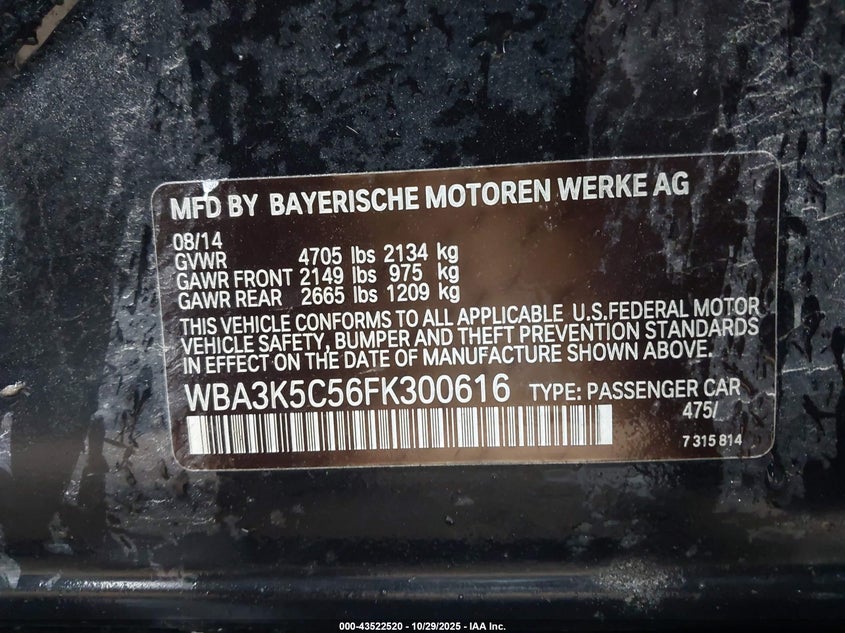 MFD BY BAYERISCHE MOTOREN WERKE AG
08/14
GVWR 4705 lbs 2134 kg
GAWR FRONT 2149 lbs 975 kg
GAWR REAR 2665 lbs 1209 kg
THIS VEHICLE CONFORMS TO ALL APPLICABLE U.S.FEDERAL MOTOR
VEHICLE SAFETY, BUMPER AND THEFT PREVENTION STANDARDS
IN EFFECT ON THE DATE OF MANUFACTURE SHOWN ABOVE.
WBA3K5C56FK300616 TYPE: PASSENGER CAR
475/
7 315 814
000-43522520 - 10/29/2025 - IAA Inc.